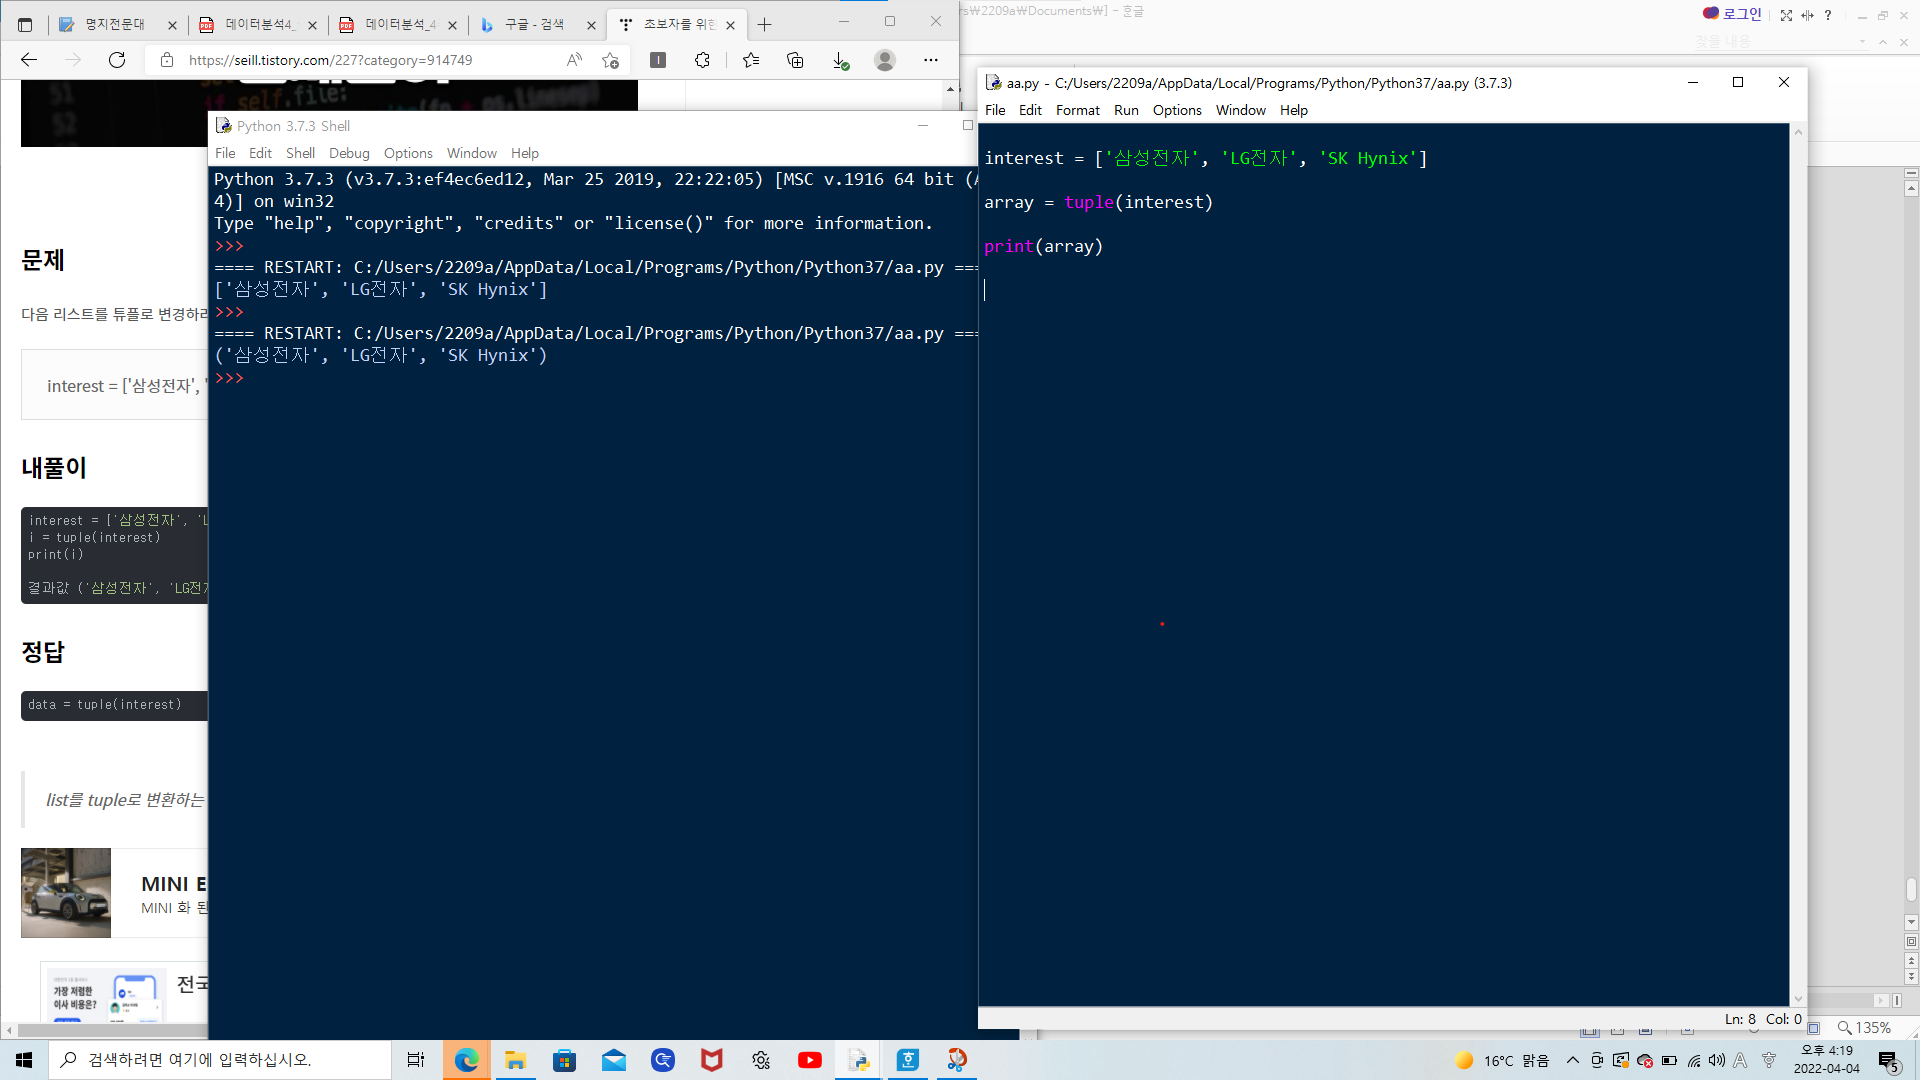 명지전문대
데이터분석4_
데이터분석_4
구글 - 검색
초보자를 위한
https://seill.tistory.com/227?category=914749
51
52
if self.file:
문제
다음 리스트를 튜플로 변경하라
interest = ['삼성전자', '
내풀이
interest = ['삼성전자', 'L
i = tuple(interest)
print(i)
결과값 ('삼성전자', 'LG전자
정답
data = tuple(interest)
list를 tuple로 변환하는
MINI E
MINI 화 된
가장 저렴한
이사 비용은?
전국
Python 3.7.3 Shell
File Edit Shell Debug Options Window Help
Python 3.7.3 (v3.7.3:ef4ec6ed12, Mar 25 2019, 22:22:05) [MSC v.1916 64 bit (A
4)] on win32
Type "help", "copyright", "credits" or "license()" for more information.
>>>
==== RESTART: C:/Users/2209a/AppData/Local/Programs/Python/Python37/aa.py ===
['삼성전자', 'LG전자', 'SK Hynix']
>>>
==== RESTART: C:/Users/2209a/AppData/Local/Programs/Python/Python37/aa.py ===
('삼성전자', 'LG전자', 'SK Hynix')
>>>
rs₩2209a₩Documents₩] - 흔글
로그인
찾을 내용
aa.py - C:/Users/2209a/AppData/Local/Programs/Python/Python37/aa.py (3.7.3)
File Edit Format Run Options Window Help
interest = ['삼성전자', 'LG전자', 'SK Hynix']
array = tuple(interest)
print(array)
Ln: 8 Col: 0
135%
검색하려면 여기에 입력하십시오.
16°C 맑음
A
오후 4:19
2022-04-04
5